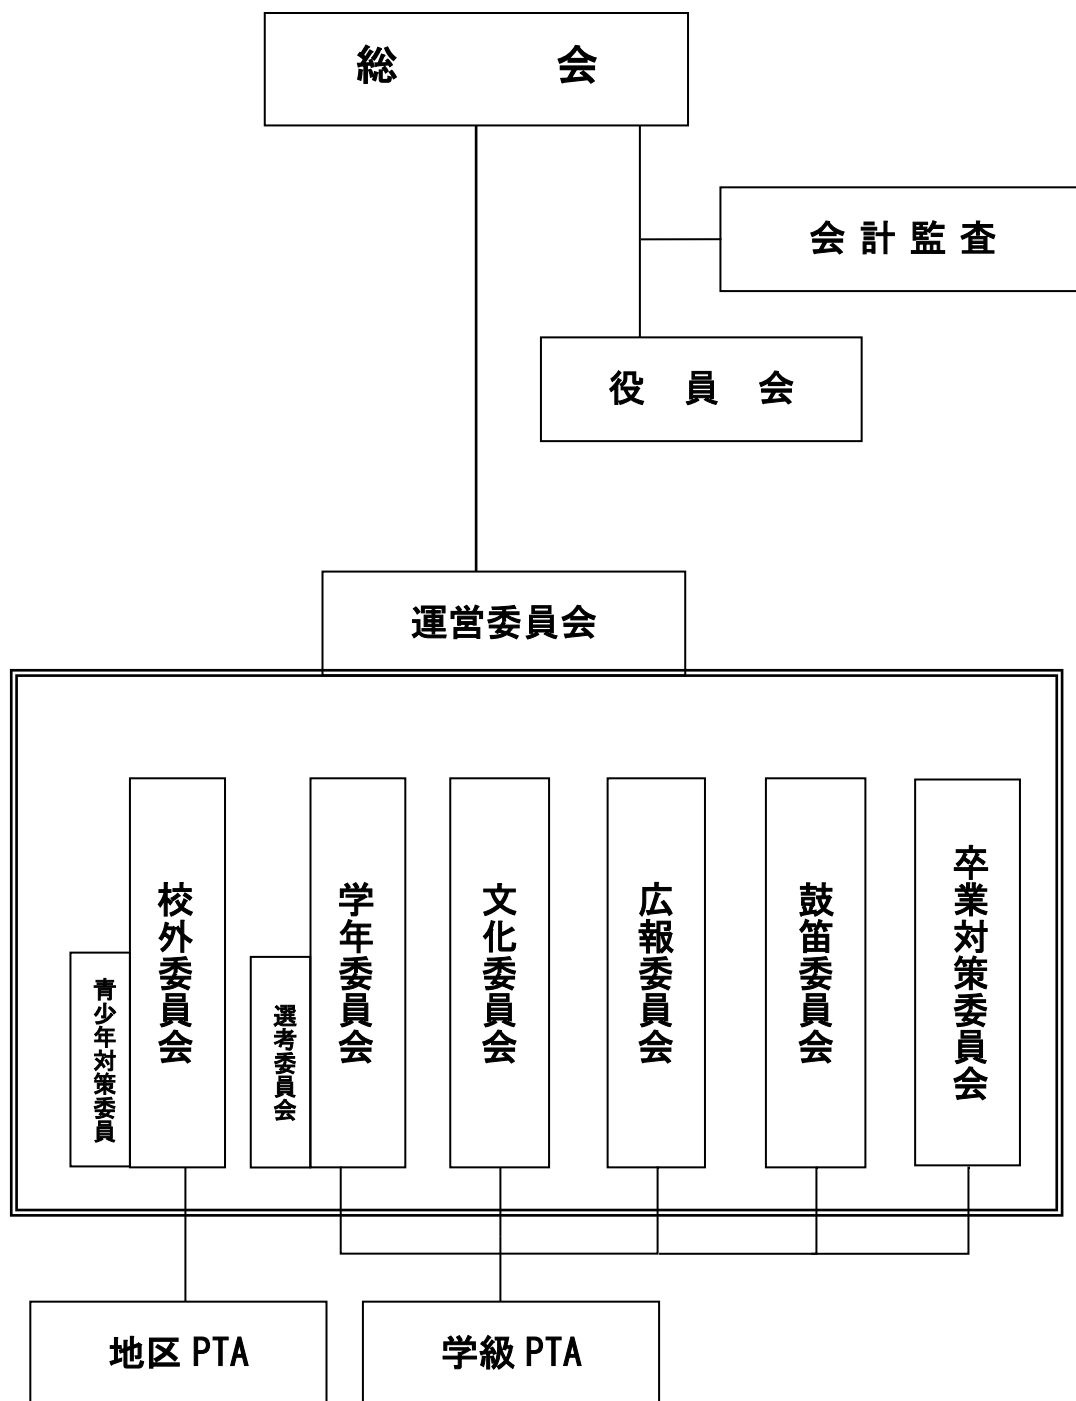 総　会
会計監査
役員会
運営委員会
青少年対策委員
校外委員会
選考委員会
学年委員会
文化委員会
広報委員会
鼓笛委員会
卒業対策委員会
地区 PTA
学級 PTA